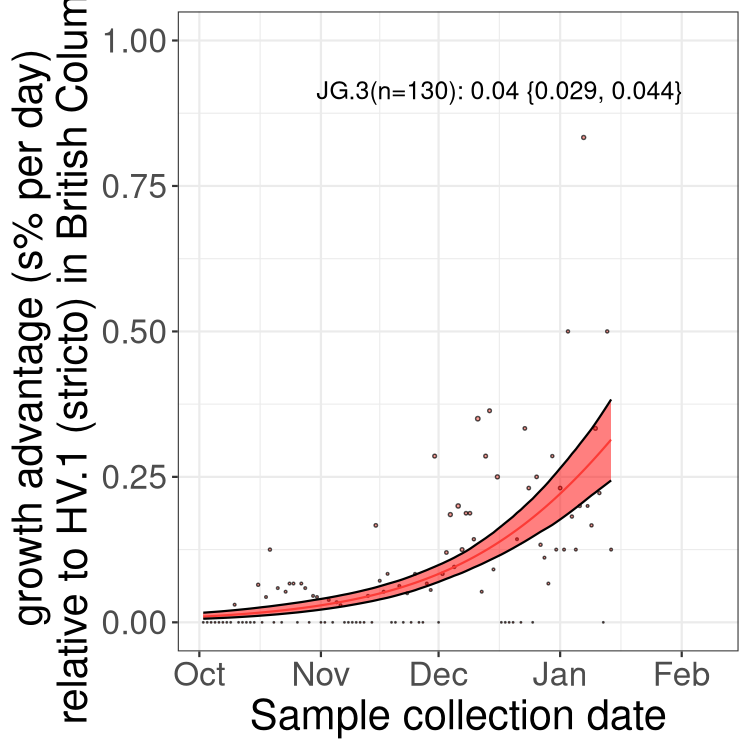 growth advantage (s% per day)
relative to HV.1 (stricto) in British Colum
1.00
0.75
0.50
0.25
0.00
JG.3(n=130): 0.04 {0.029, 0.044}
Oct Nov Dec Jan Feb
Sample collection date